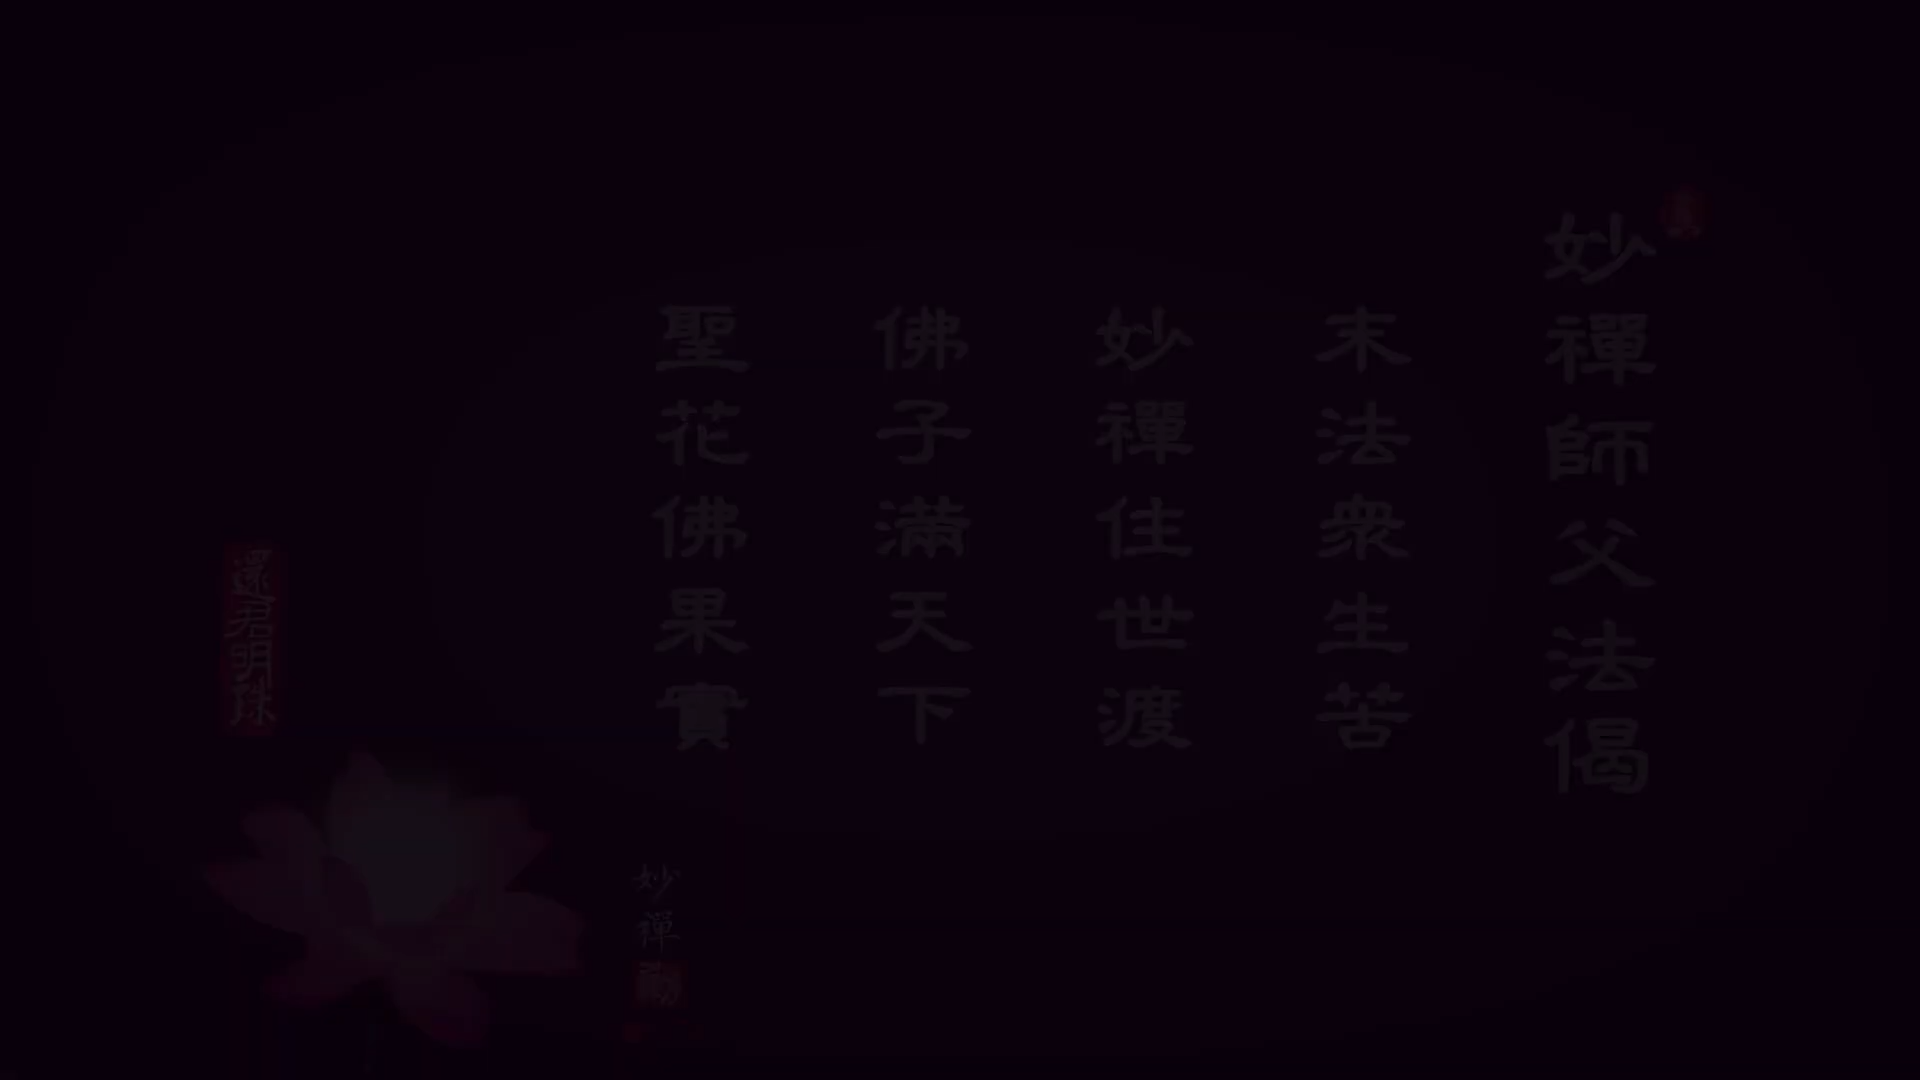 妙禪師父法偈
末法衆生苦
妙禪住世渡
佛子滿天下
聖花佛果實
妙禪
還君明珠